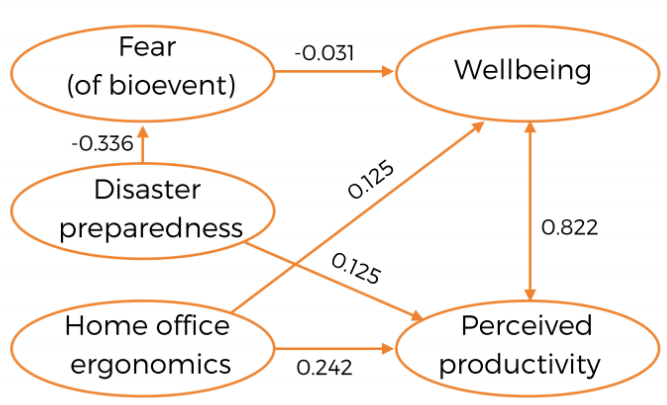 Fear
(of bioevent)
-0.031
Wellbeing
-0.336
Disaster
preparedness
0.125
0.125
0.822
Home office
ergonomics
0.242
Perceived
productivity